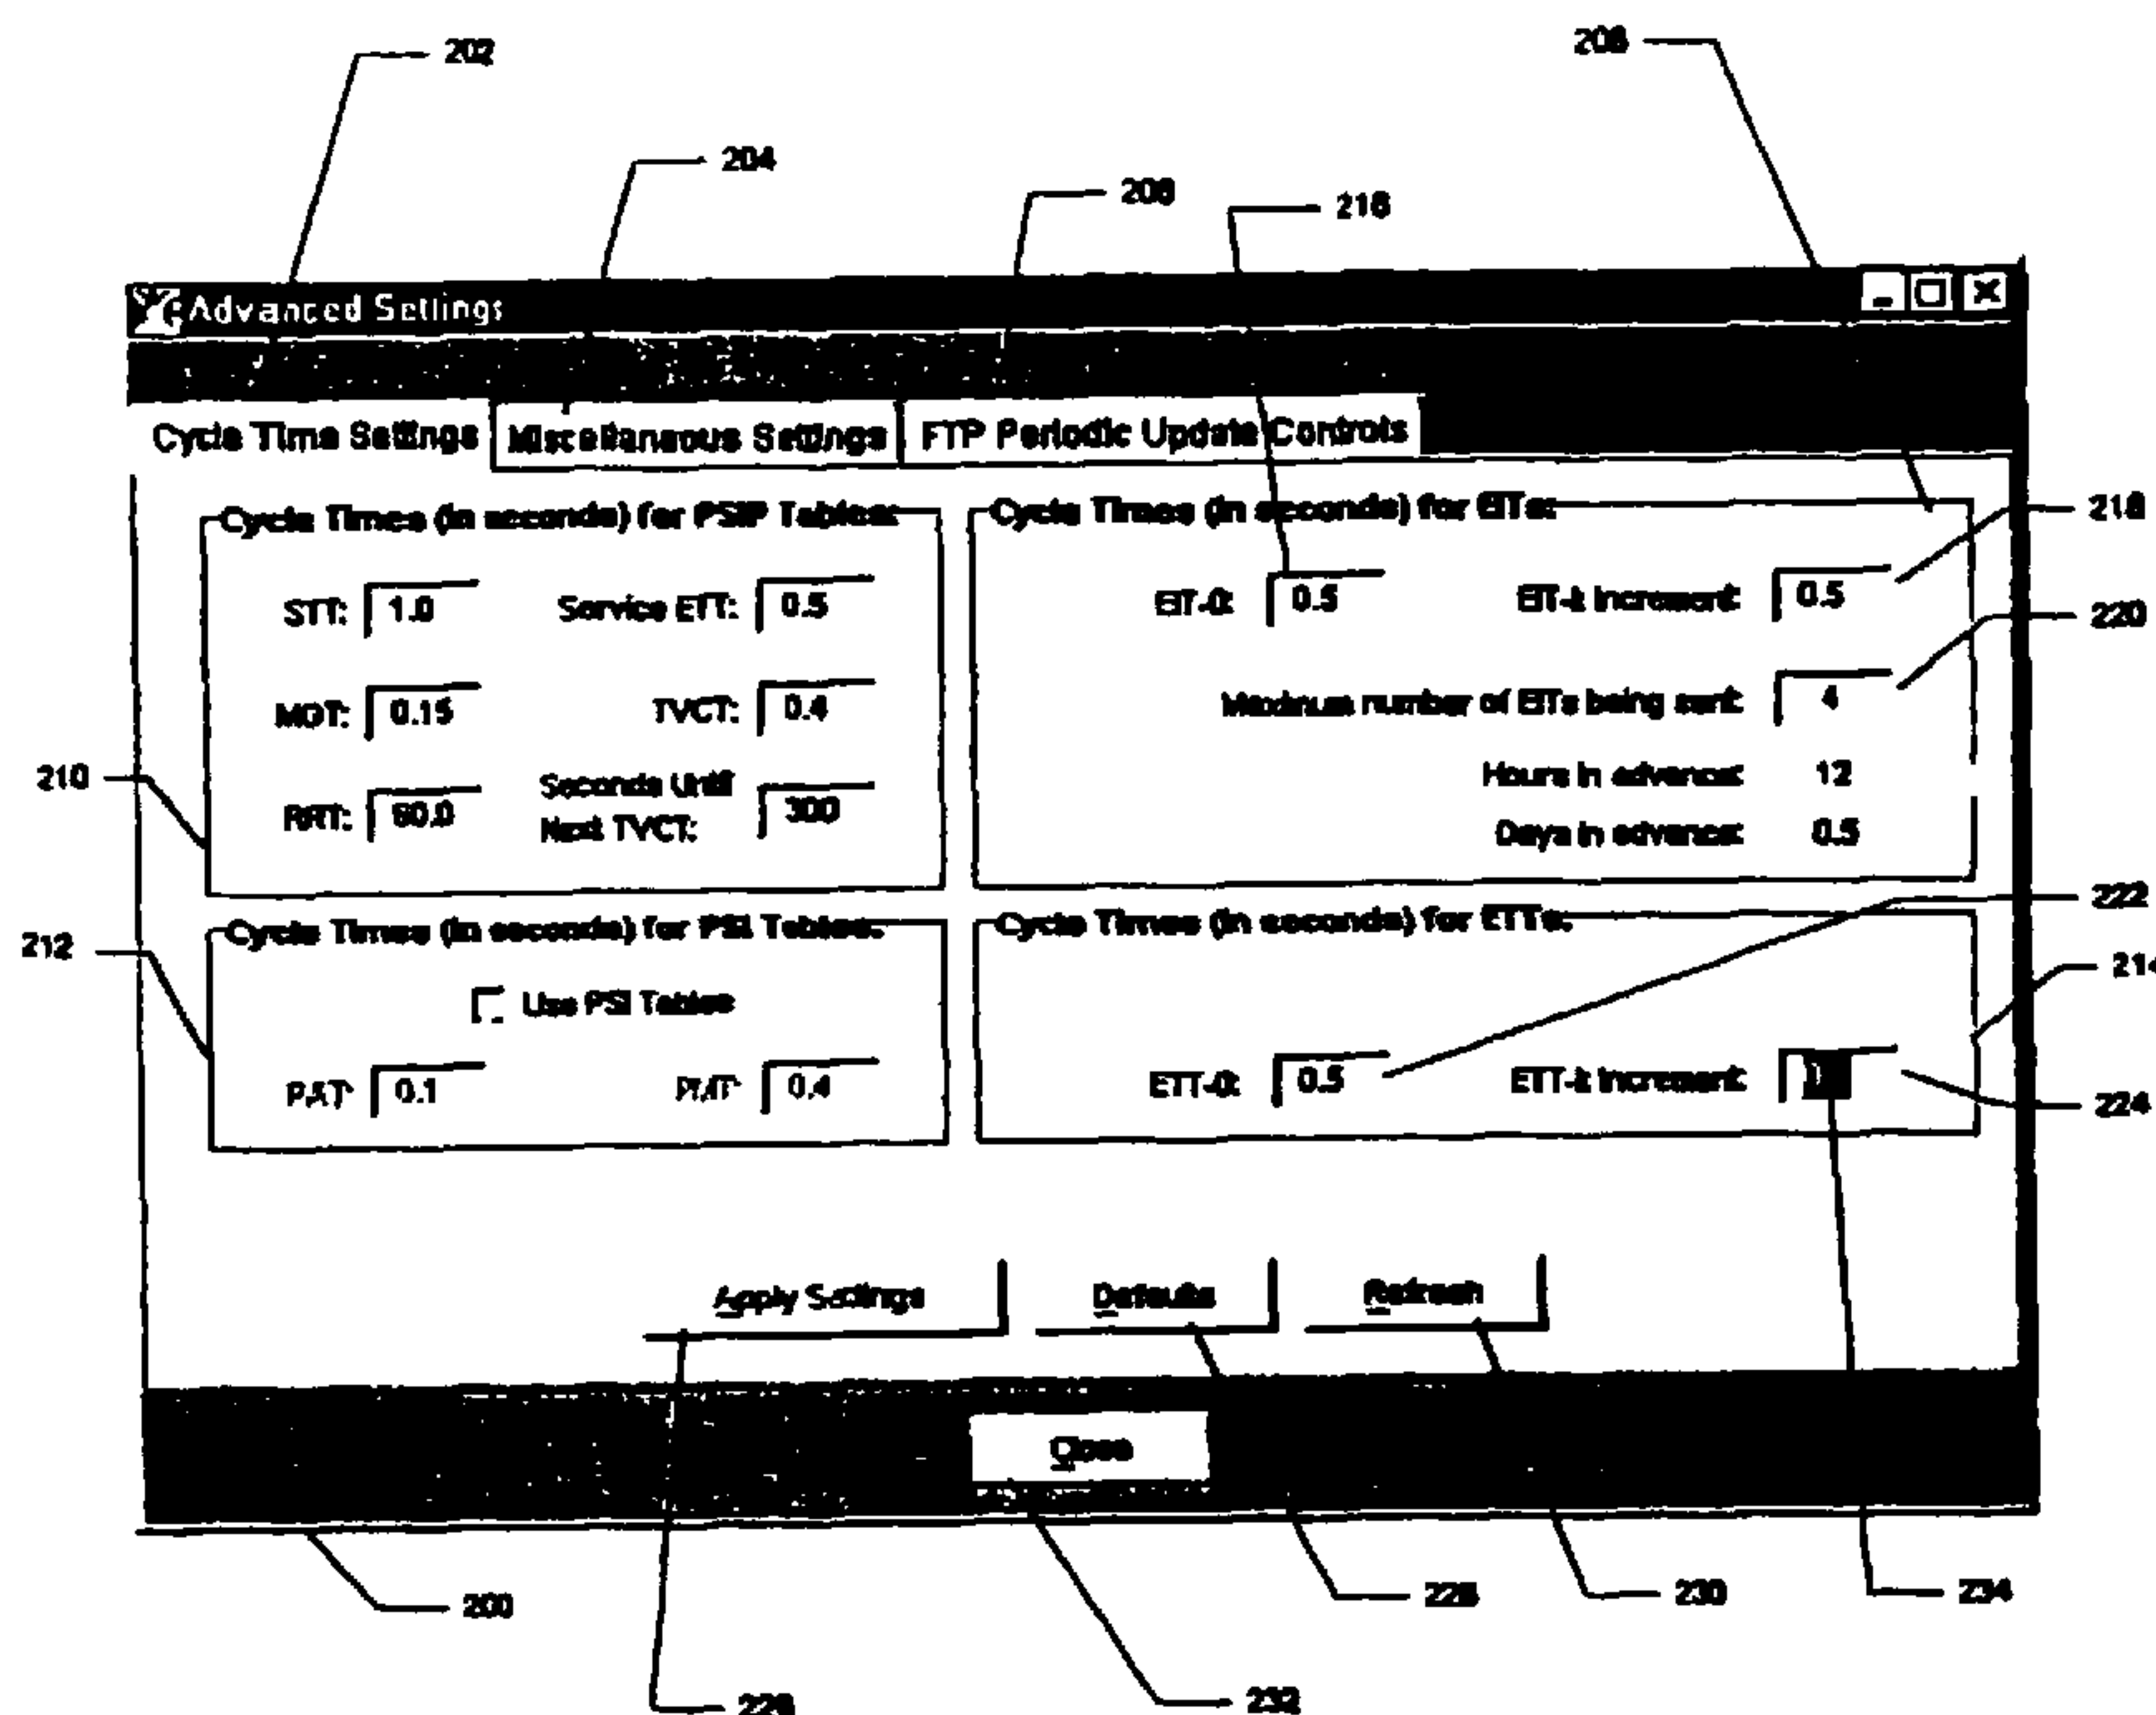 202
204
216
Advanced Settings
Cycle Time Settings
Miscellaneous Settings
FTP Periodic Update Controls
Cycle Times (in seconds) for PSIP Tables:
STT: 1.0
Service ETT: 0.5
MGT: 0.15
TVCT: 0.4
RRT: 60.0
Seconds Until
Next TVCT: 300
Cycle Times (in seconds) for EITs:
EIT-0: 0.5
EIT-k Increment: 0.5
Maximum number of EITs being sent: 4
Hours in advance: 12
Days in advance: 0.5
218
220
210
Cycle Times (in seconds) for PSI Tables:
Use PSI Tables
PAT: 0.1
PMT: 0.4
212
Cycle Times (in seconds) for ETTs:
ETT-0: 0.5
ETT-k Increment:
222
214
224
Apply Settings
Defaults
Refresh
Close
200
232
230
234